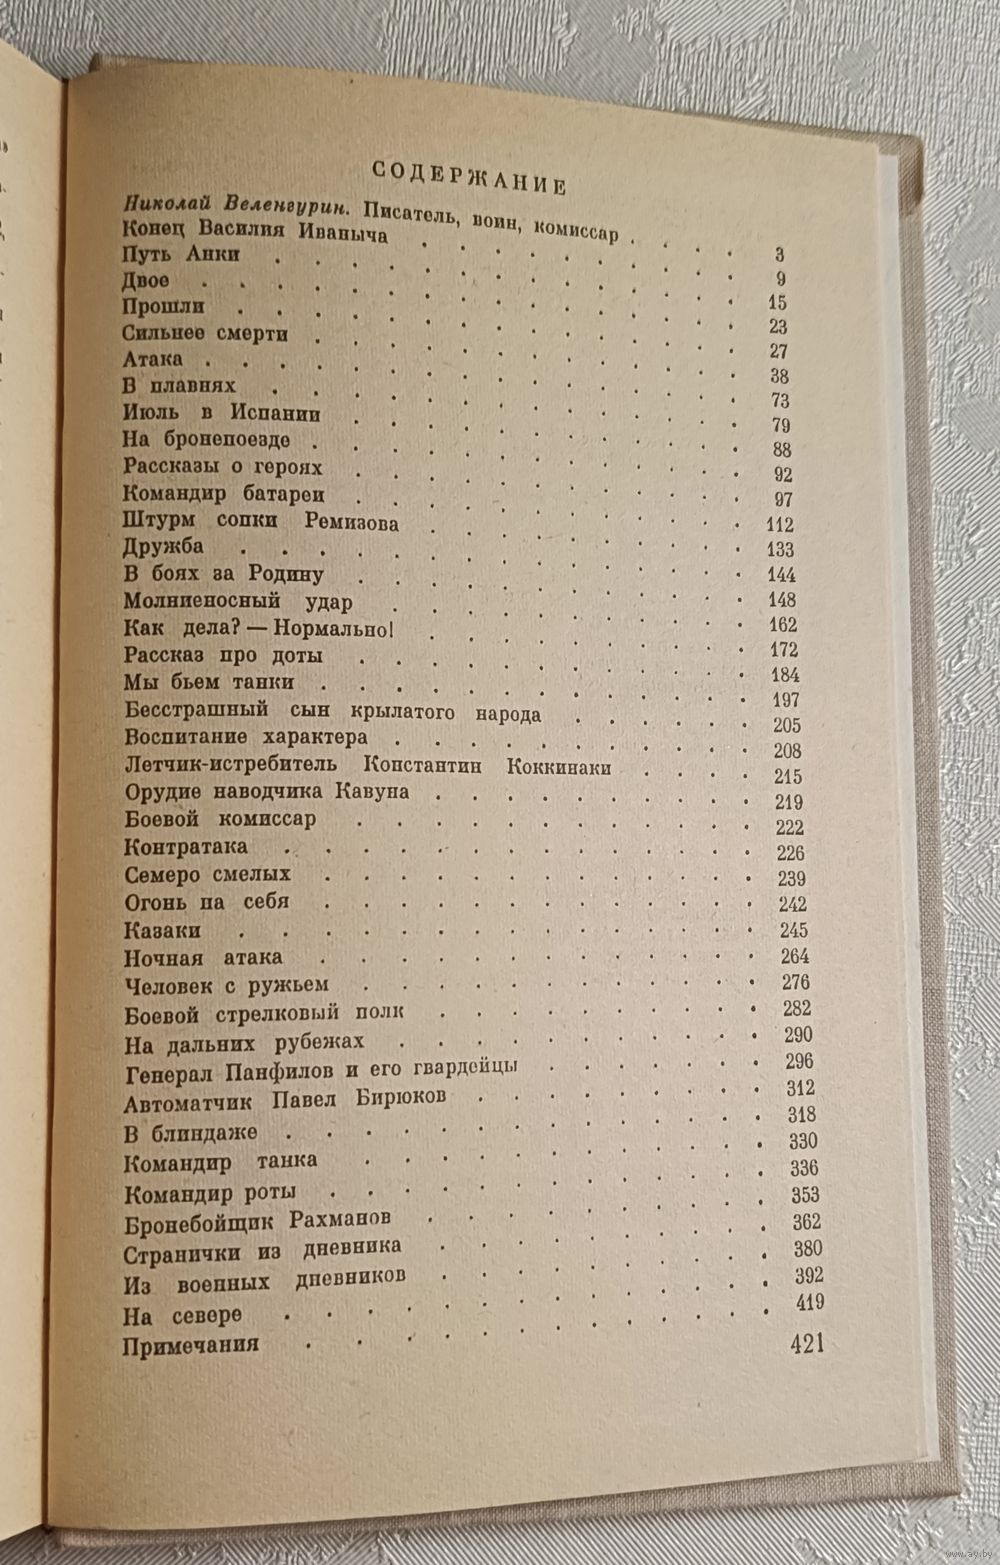 СОДЕРЖАНИЕ
Николай Веленгурин. Писатель, воин, комиссар . . . . 3
Конец Василия Иваныча . . . . . . . . . 9
Путь Анки . . . . . . . . . . . . . 15
Двое . . . . . . . . . . . . . . . 23
Прошли . . . . . . . . . . . . . . 27
Сильнее смерти . . . . . . . . . . . . 38
Атака . . . . . . . . . . . . . . . 73
В плавнях . . . . . . . . . . . . . 79
Июль в Испании . . . . . . . . . . . 88
На бронепоезде . . . . . . . . . . . . 92
Рассказы о героях . . . . . . . . . . . 97
Командир батареи . . . . . . . . . . . 112
Штурм сопки Ремизова . . . . . . . . . 133
Дружба . . . . . . . . . . . . . . 144
В боях за Родину . . . . . . . . . . . 148
Молниеносный удар . . . . . . . . . . 162
Как дела? — Нормально! . . . . . . . . . 172
Рассказ про доты . . . . . . . . . . . 184
Мы бьем танки . . . . . . . . . . . . 197
Бесстрашный сын крылатого народа . . . . . 205
Воспитание характера . . . . . . . . . . 208
Летчик-истребитель Константин Коккинаки . . . . 215
Орудие наводчика Кавуна . . . . . . . . . 219
Боевой комиссар . . . . . . . . . . . 222
Контратака . . . . . . . . . . . . . 226
Семеро смелых . . . . . . . . . . . . 239
Огонь на себя . . . . . . . . . . . . 242
Казаки . . . . . . . . . . . . . . 245
Ночная атака . . . . . . . . . . . . 264
Человек с ружьем . . . . . . . . . . . 276
Боевой стрелковый полк . . . . . . . . . 282
На дальних рубежах . . . . . . . . . . 290
Генерал Панфилов и его гвардейцы . . . . . . 296
Автоматчик Павел Бирюков . . . . . . . . 312
В блиндаже . . . . . . . . . . . . . 318
Командир танка . . . . . . . . . . . 330
Командир роты . . . . . . . . . . . . 336
Бронебойщик Рахманов . . . . . . . . . 353
Странички из дневника . . . . . . . . . 362
Из военных дневников . . . . . . . . . 380
На севере . . . . . . . . . . . . . 392
Примечания . . . . . . . . . . . . 419
421
www.ay.by